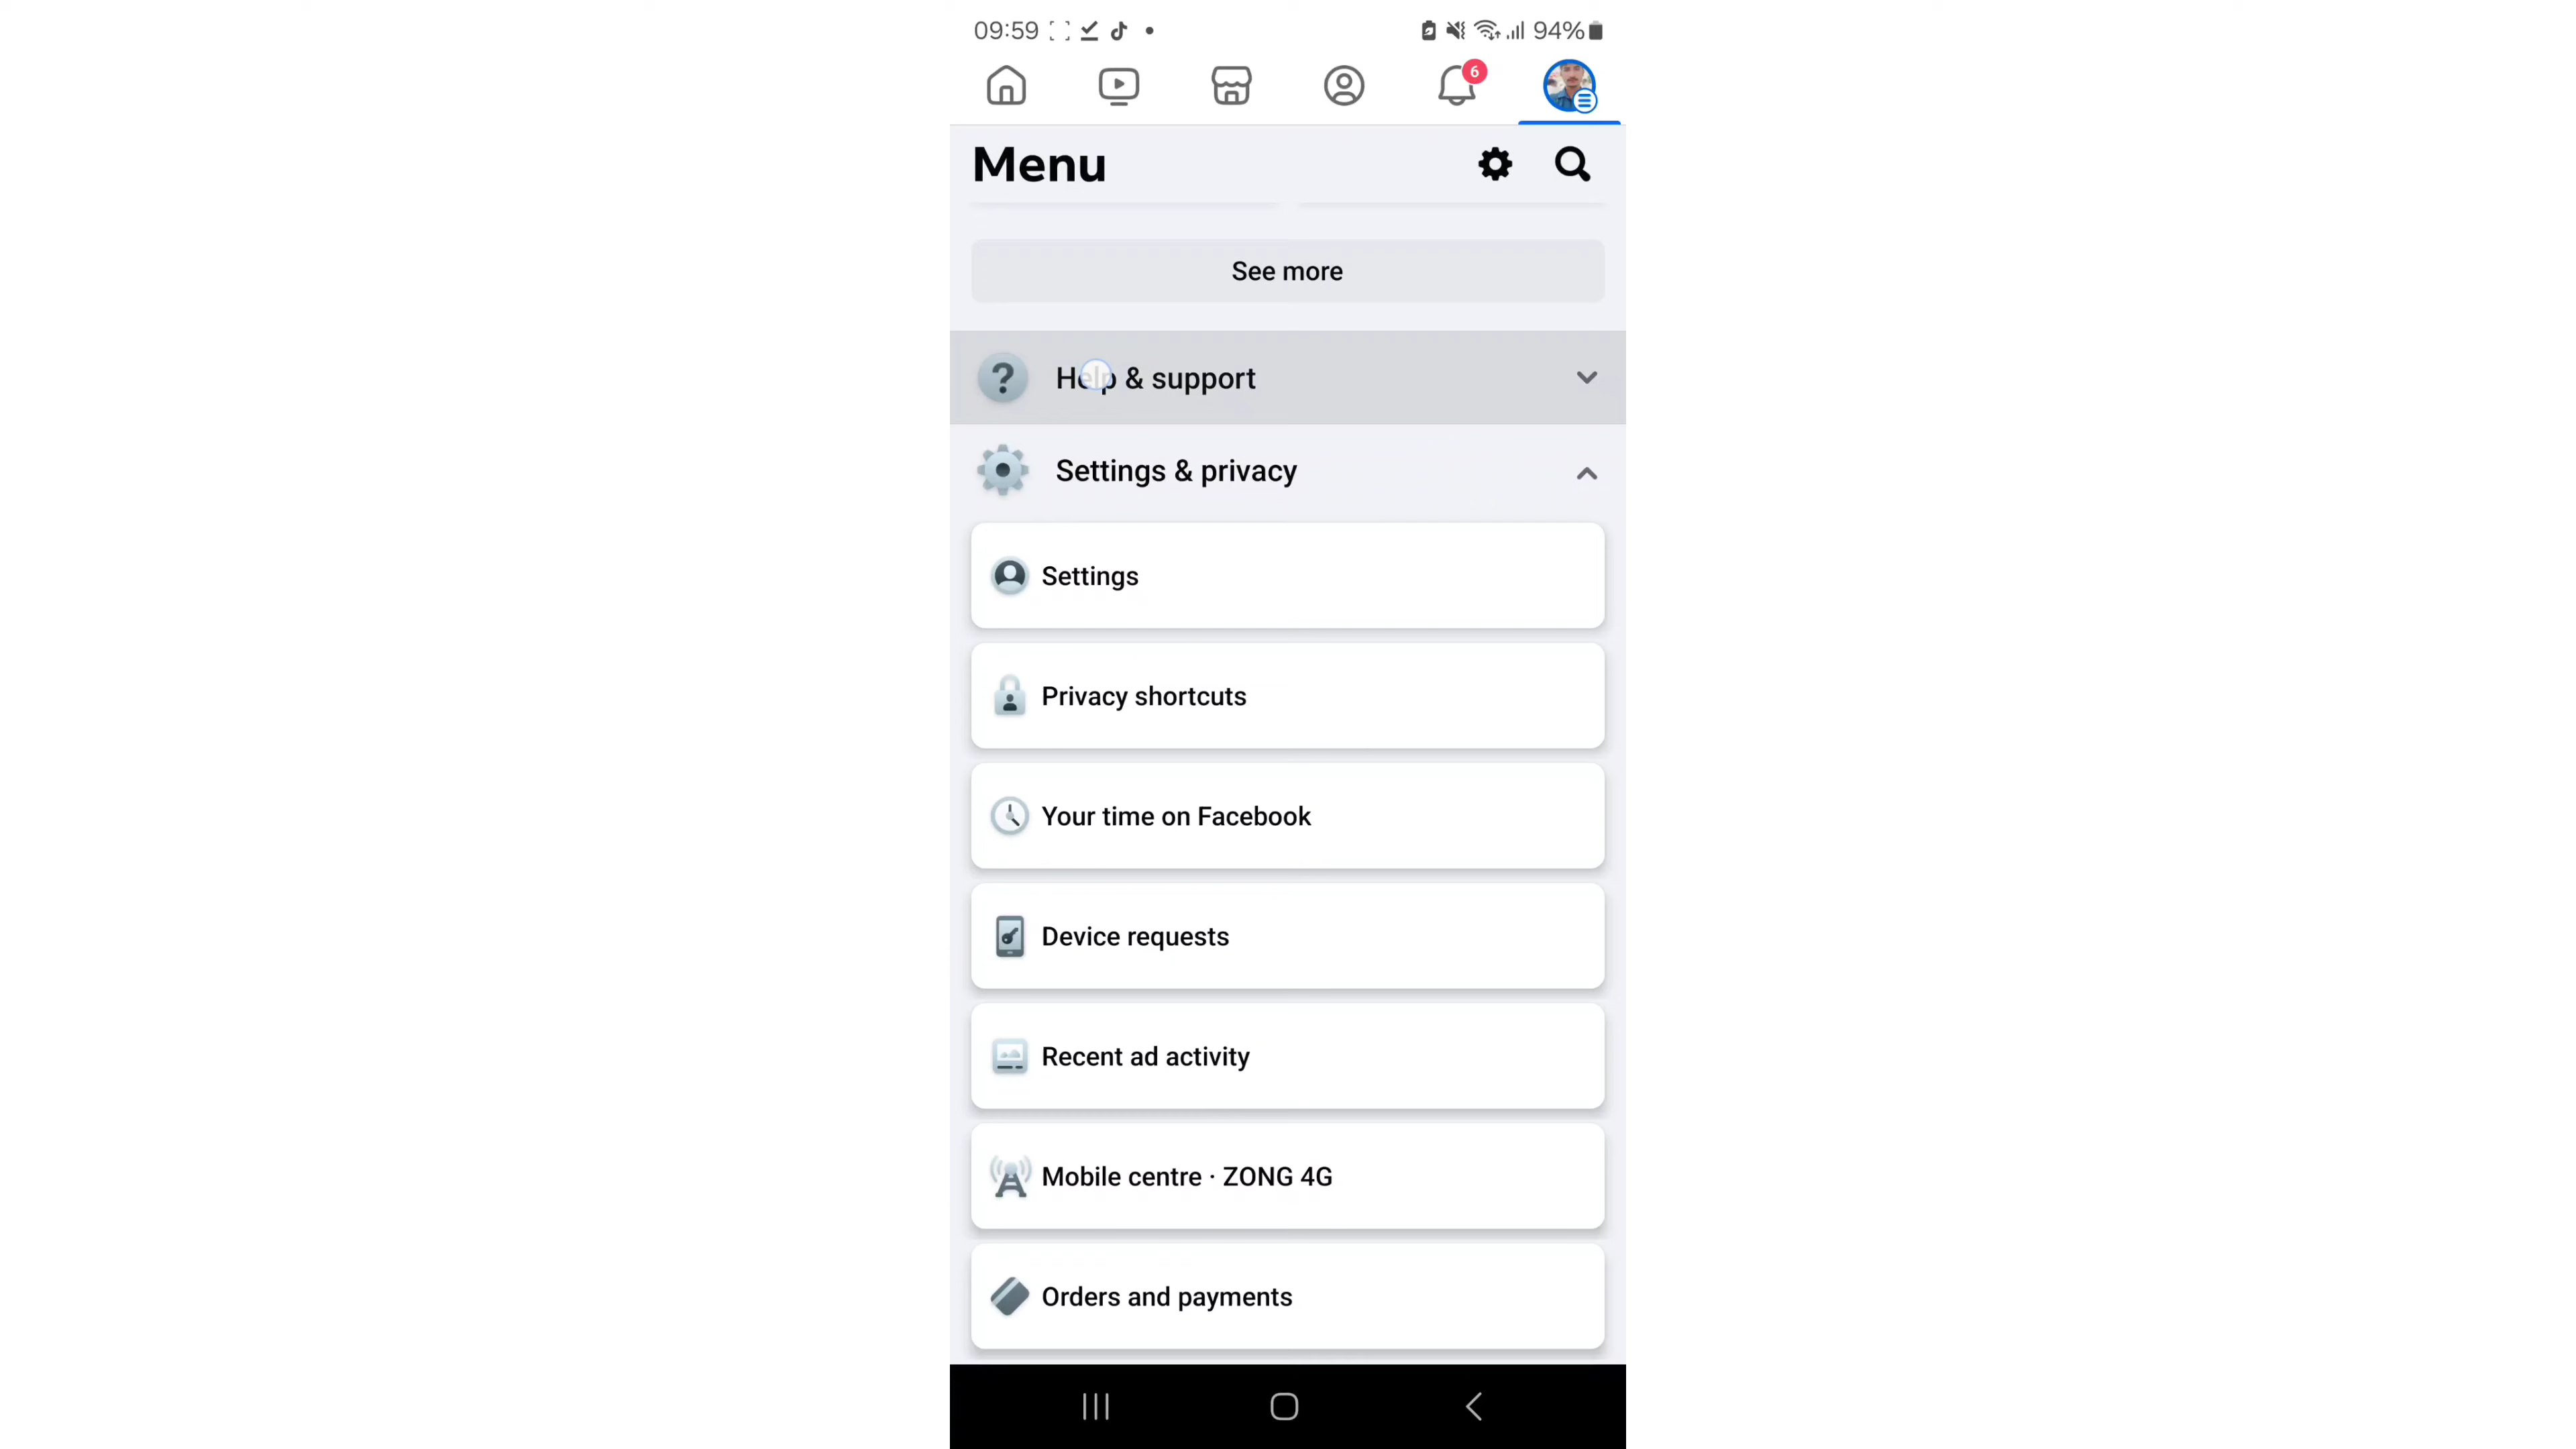 09:59 94%
6
Menu
See more
Help & support
Settings & privacy
Settings
Privacy shortcuts
Your time on Facebook
Device requests
Recent ad activity
Mobile centre · ZONG 4G
Orders and payments